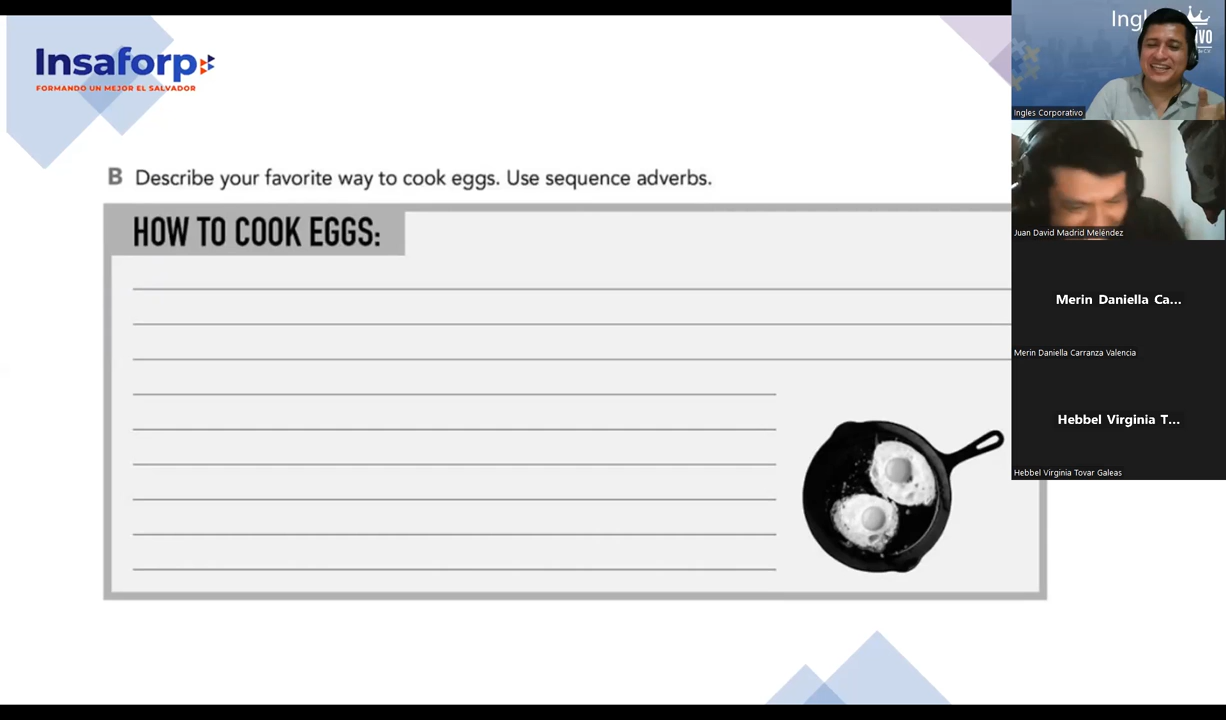 Insaforp
FORMANDO UN MEJOR EL SALVADOR
B Describe your favorite way to cook eggs. Use sequence adverbs.
HOW TO COOK EGGS:
Ingles Corporativo
Juan David Madrid Meléndez
Merin Daniella Ca...
Merin Daniella Carranza Valencia
Hebbel Virginia T...
Hebbel Virginia Tovar Galeas